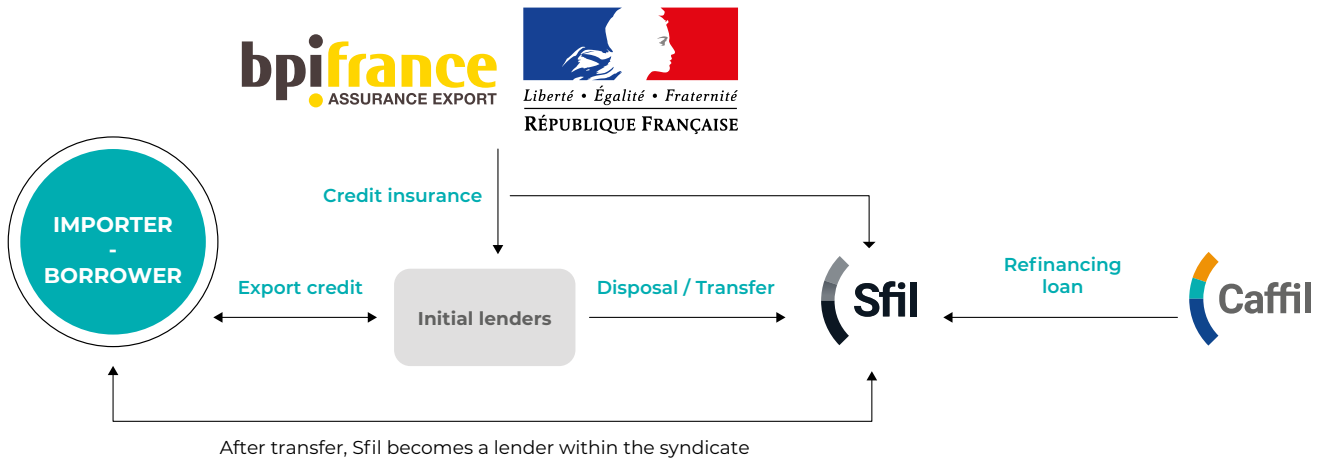 bpifrance
ASSURANCE EXPORT
Liberté • Égalité • Fraternité
RÉPUBLIQUE FRANÇAISE
Credit insurance
IMPORTER
-
BORROWER
Export credit
Initial lenders
Disposal / Transfer
Sfil
Refinancing
loan
Caffil
After transfer, Sfil becomes a lender within the syndicate